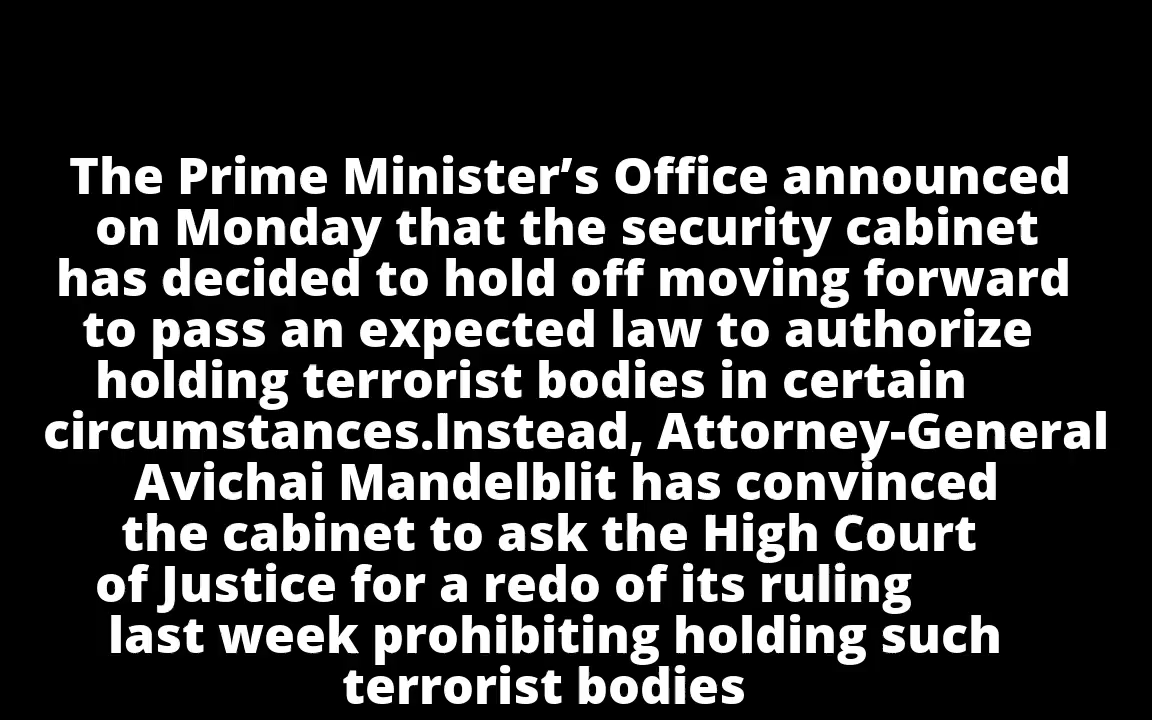 The Prime Minister’s Office announced
on Monday that the security cabinet
has decided to hold off moving forward
to pass an expected law to authorize
holding terrorist bodies in certain
circumstances.Instead, Attorney-General
Avichai Mandelblit has convinced
the cabinet to ask the High Court
of Justice for a redo of its ruling
last week prohibiting holding such
terrorist bodies